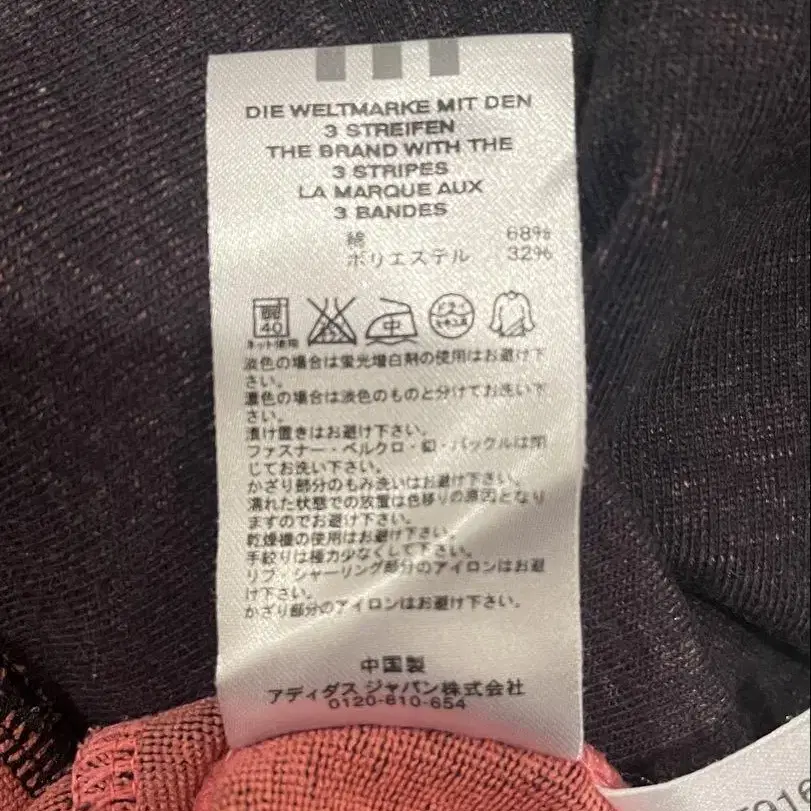 DIE WELTMARKE MIT DEN
3 STREIFEN
THE BRAND WITH THE
3 STRIPES
LA MARQUE AUX
3 BANDES
綿 68%
ポリエステル 32%
40
ネット使用
中
淡色の場合は蛍光増白剤の使用はお避け下
さい。
濃色の場合は淡色のものと分けてお洗い下
さい。
漬け置きはお避け下さい。
ファスナー・ベルクロ・釦・バックルは閉
じてお洗い下さい。
かざり部分のもみ洗いはお避け下さい。
濡れた状態での放置は色移りの原因となり
ますのでお避け下さい。
乾燥機の使用はお避け下さい。
手絞りは極力少なくして下さい。
リブ・シャーリング部分のアイロンはお避
け下さい。
かざり部分のアイロンはお避け下さい。
中国製
アディダス ジャパン株式会社
0120-810-654